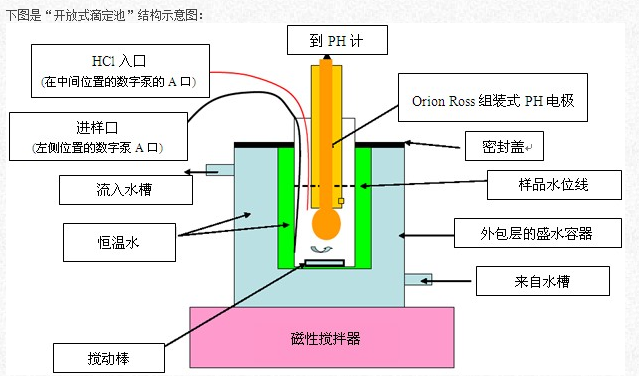 下图是“开放式滴定池”结构示意图：
到 PH 计
HCl 入口
(在中间位置的数字泵的 A 口)
Orion Ross 组装式 PH 电极
进样口
(左侧位置的数字泵 A 口)
密封盖
流入水槽
样品水位线
恒温水
外包层的盛水容器
来自水槽
磁性搅拌器
搅动棒